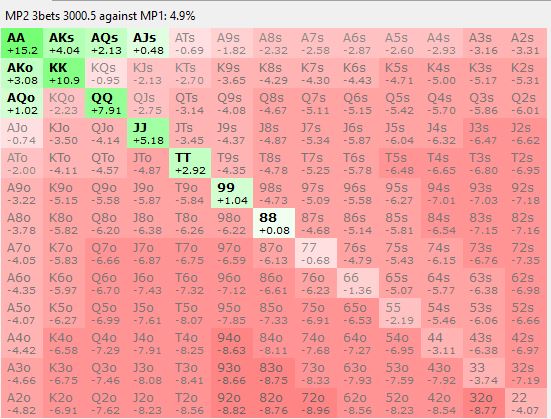 MP2 3bets 3000.5 against MP1: 4.9%
AA AKs AQs AJs ATs A9s A8s A7s A6s A5s A4s A3s A2s
+15.2 +4.04 +2.13 +0.48 -0.69 -1.82 -2.32 -2.58 -2.87 -2.60 -2.93 -3.16 -3.31
AKo KK KQs KJs KTs K9s K8s K7s K6s K5s K4s K3s K2s
+3.08 +10.9 -0.95 -2.13 -2.70 -3.65 -4.29 -4.30 -4.43 -4.71 -5.00 -5.17 -5.31
AQo KQo QQ QJs QTs Q9s Q8s Q7s Q6s Q5s Q4s Q3s Q2s
+1.02 -2.23 +7.91 -2.75 -3.14 -4.08 -4.67 -5.11 -5.15 -5.42 -5.70 -5.86 -6.01
AJo KJo QJo JJ JTs J9s J8s J7s J6s J5s J4s J3s J2s
-0.74 -3.50 -4.14 +5.18 -3.45 -4.37 -4.87 -5.34 -5.87 -6.04 -6.32 -6.47 -6.62
ATo KTo QTo JTo TT T9s T8s T7s T6s T5s T4s T3s T2s
-2.00 -4.11 -4.57 -4.87 +2.92 -4.35 -4.78 -5.25 -5.78 -6.48 -6.65 -6.80 -6.95
A9o K9o Q9o J9o T9o 99 98s 97s 96s 95s 94s 93s 92s
-3.22 -5.15 -5.58 -5.87 -5.84 +1.04 -4.73 -5.09 -5.58 -6.27 -7.01 -7.03 -7.18
A8o K8o Q8o J8o T8o 98o 88 87s 86s 85s 84s 83s 82s
-3.78 -5.82 -6.20 -6.38 -6.26 -6.22 +0.08 -4.68 -5.14 -5.81 -6.54 -7.15 -7.16
A7o K7o Q7o J7o T7o 97o 87o 77 76s 75s 74s 73s 72s
-4.05 -5.83 -6.66 -6.87 -6.75 -6.59 -6.13 -0.68 -4.79 -5.43 -6.15 -6.76 -7.35
A6o K6o Q6o J6o T6o 96o 86o 76o 66 65s 64s 63s 62s
-4.35 -5.97 -6.70 -7.43 -7.32 -7.12 -6.61 -6.23 -1.36 -5.07 -5.77 -6.38 -6.98
A5o K5o Q5o J5o T5o 95o 85o 75o 65o 55 54s 53s 52s
-4.07 -6.27 -6.99 -7.61 -8.07 -7.85 -7.33 -6.91 -6.53 -2.19 -5.46 -6.06 -6.66
A4o K4o Q4o J4o T4o 94o 84o 74o 64o 54o 44 43s 42s
-4.42 -6.58 -7.29 -7.91 -8.25 -8.63 -8.11 -7.68 -7.27 -6.95 -3.11 -6.38 -6.97
A3o K3o Q3o J3o T3o 93o 83o 73o 63o 53o 43o 33 32s
-4.66 -6.75 -7.46 -8.08 -8.41 -8.66 -8.75 -8.33 -7.93 -7.59 -7.92 -3.74 -7.19
A2o K2o Q2o J2o T2o 92o 82o 72o 62o 52o 42o 32o 22
-4.82 -6.91 -7.62 -8.23 -8.56 -8.82 -8.76 -8.96 -8.56 -8.23 -8.54 -8.77 -4.07